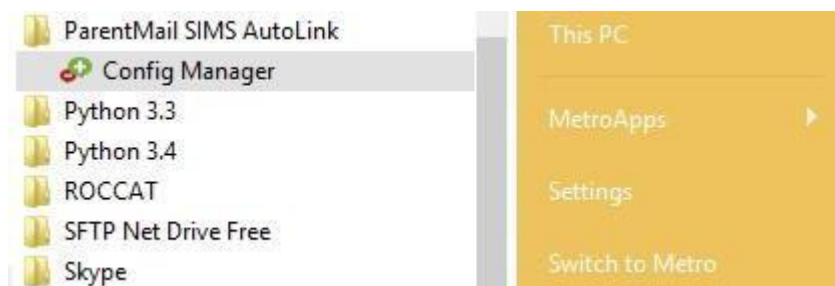 ParentMail SIMS AutoLink
Config Manager
Python 3.3
Python 3.4
ROCCAT
SFTP Net Drive Free
Skype
This PC
MetroApps
Settings
Switch to Metro